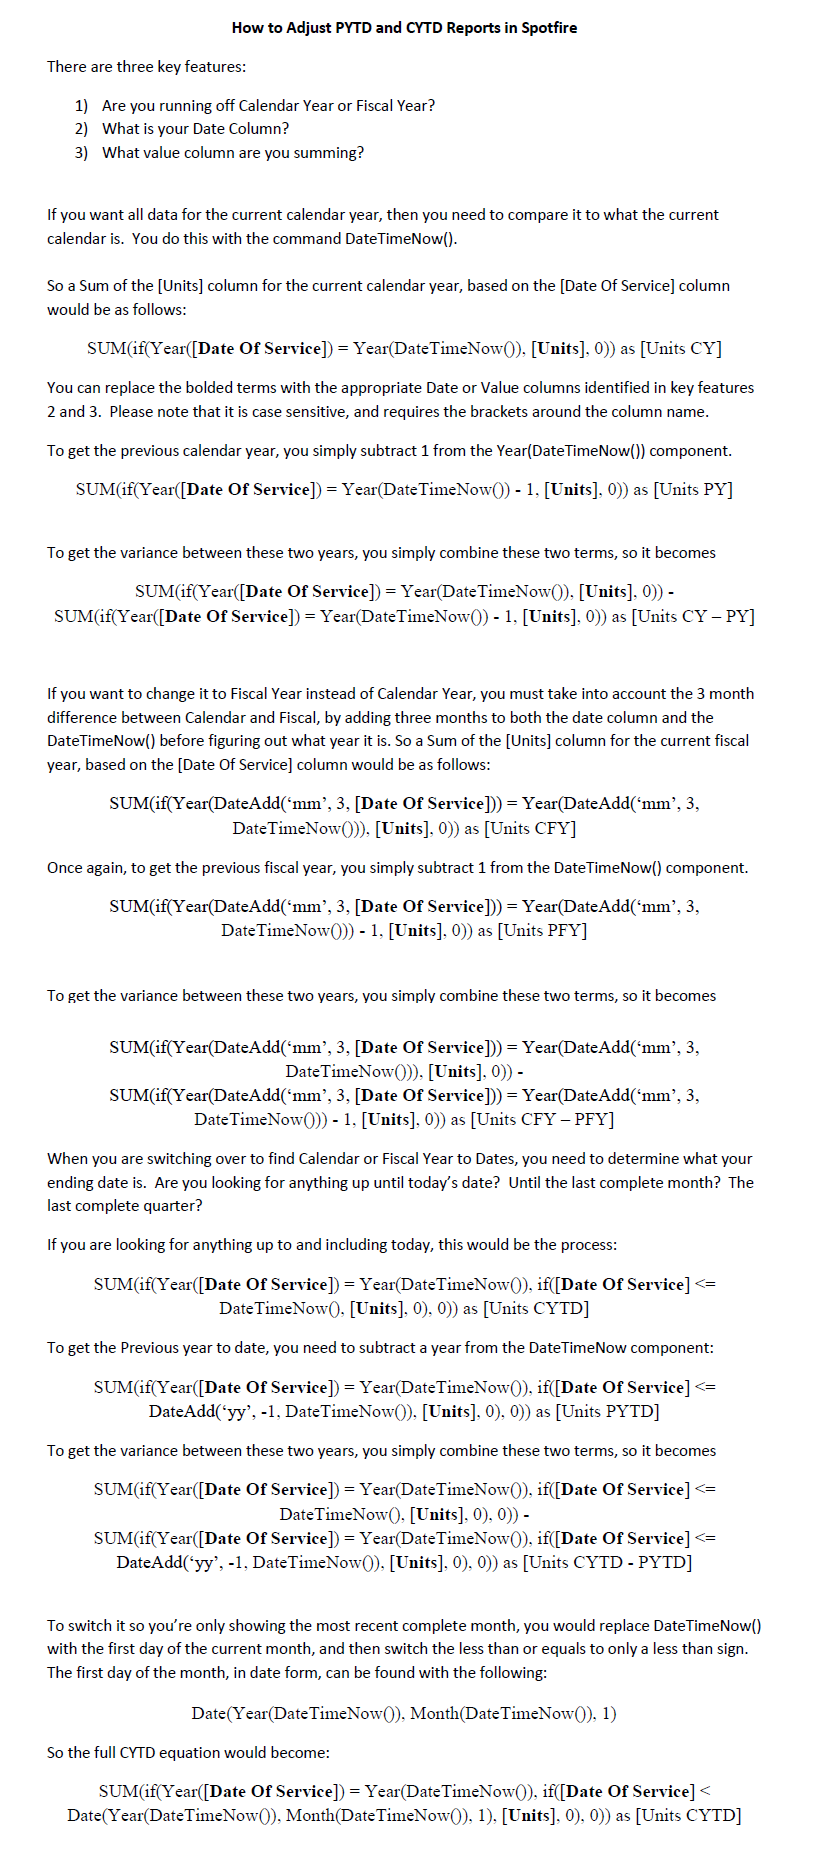 How to Adjust PYTD and CYTD Reports in Spotfire
There are three key features:
1) Are you running off Calendar Year or Fiscal Year?
2) What is your Date Column?
3) What value column are you summing?
If you want all data for the current calendar year, then you need to compare it to what the current
calendar is. You do this with the command DateTimeNow().
So a Sum of the [Units] column for the current calendar year, based on the [Date Of Service] column
would be as follows:
SUM(if(Year([Date Of Service]) = Year(DateTimeNow()), [Units], 0)) as [Units CY]
You can replace the bolded terms with the appropriate Date or Value columns identified in key features
2 and 3. Please note that it is case sensitive, and requires the brackets around the column name.
To get the previous calendar year, you simply subtract 1 from the Year(DateTimeNow()) component.
SUM(if(Year([Date Of Service]) = Year(DateTimeNow()) - 1, [Units], 0)) as [Units PY]
To get the variance between these two years, you simply combine these two terms, so it becomes
SUM(if(Year([Date Of Service]) = Year(DateTimeNow()), [Units], 0)) -
SUM(if(Year([Date Of Service]) = Year(DateTimeNow()) - 1, [Units], 0)) as [Units CY – PY]
If you want to change it to Fiscal Year instead of Calendar Year, you must take into account the 3 month
difference between Calendar and Fiscal, by adding three months to both the date column and the
DateTimeNow() before figuring out what year it is. So a Sum of the [Units] column for the current fiscal
year, based on the [Date Of Service] column would be as follows:
SUM(if(Year(DateAdd(‘mm’, 3, [Date Of Service])) = Year(DateAdd(‘mm’, 3,
DateTimeNow())), [Units], 0)) as [Units CFY]
Once again, to get the previous fiscal year, you simply subtract 1 from the DateTimeNow() component.
SUM(if(Year(DateAdd(‘mm’, 3, [Date Of Service])) = Year(DateAdd(‘mm’, 3,
DateTimeNow())) - 1, [Units], 0)) as [Units PFY]
To get the variance between these two years, you simply combine these two terms, so it becomes
SUM(if(Year(DateAdd(‘mm’, 3, [Date Of Service])) = Year(DateAdd(‘mm’, 3,
DateTimeNow())), [Units], 0)) -
SUM(if(Year(DateAdd(‘mm’, 3, [Date Of Service])) = Year(DateAdd(‘mm’, 3,
DateTimeNow())) - 1, [Units], 0)) as [Units CFY – PFY]
When you are switching over to find Calendar or Fiscal Year to Dates, you need to determine what your
ending date is. Are you looking for anything up until today’s date? Until the last complete month? The
last complete quarter?
If you are looking for anything up to and including today, this would be the process:
SUM(if(Year([Date Of Service]) = Year(DateTimeNow()), if([Date Of Service] <=
DateTimeNow(), [Units], 0), 0)) as [Units CYTD]
To get the Previous year to date, you need to subtract a year from the DateTimeNow component:
SUM(if(Year([Date Of Service]) = Year(DateTimeNow()), if([Date Of Service] <=
DateAdd(‘yy’, -1, DateTimeNow()), [Units], 0), 0)) as [Units PYTD]
To get the variance between these two years, you simply combine these two terms, so it becomes
SUM(if(Year([Date Of Service]) = Year(DateTimeNow()), if([Date Of Service] <=
DateTimeNow(), [Units], 0), 0)) -
SUM(if(Year([Date Of Service]) = Year(DateTimeNow()), if([Date Of Service] <=
DateAdd(‘yy’, -1, DateTimeNow()), [Units], 0), 0)) as [Units CYTD - PYTD]
To switch it so you’re only showing the most recent complete month, you would replace DateTimeNow()
with the first day of the current month, and then switch the less than or equals to only a less than sign.
The first day of the month, in date form, can be found with the following:
Date(Year(DateTimeNow()), Month(DateTimeNow()), 1)
So the full CYTD equation would become:
SUM(if(Year([Date Of Service]) = Year(DateTimeNow()), if([Date Of Service] <
Date(Year(DateTimeNow()), Month(DateTimeNow()), 1), [Units], 0), 0)) as [Units CYTD]